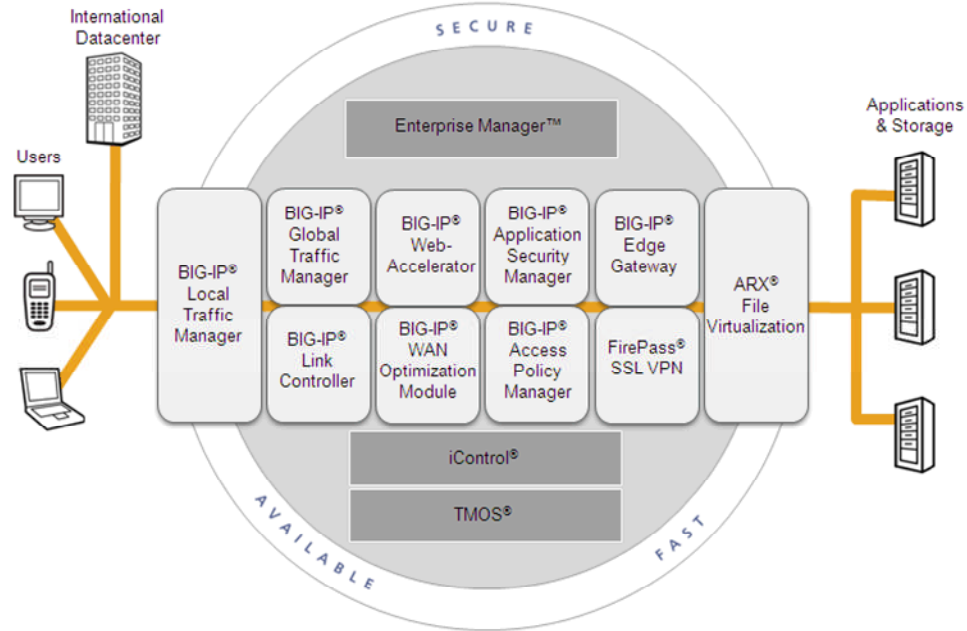 International
Datacenter
SECURE
Enterprise Manager™
Applications
& Storage
Users
BIG-IP®
Local
Traffic
Manager
BIG-IP®
Global
Traffic
Manager
BIG-IP®
Web-
Accelerator
BIG-IP®
Application
Security
Manager
BIG-IP®
Edge
Gateway
ARX®
File
Virtualization
BIG-IP®
Link
Controller
BIG-IP®
WAN
Optimization
Module
BIG-IP®
Access
Policy
Manager
FirePass®
SSL VPN
iControl®
TMOS®
AVAILABLE
FAST